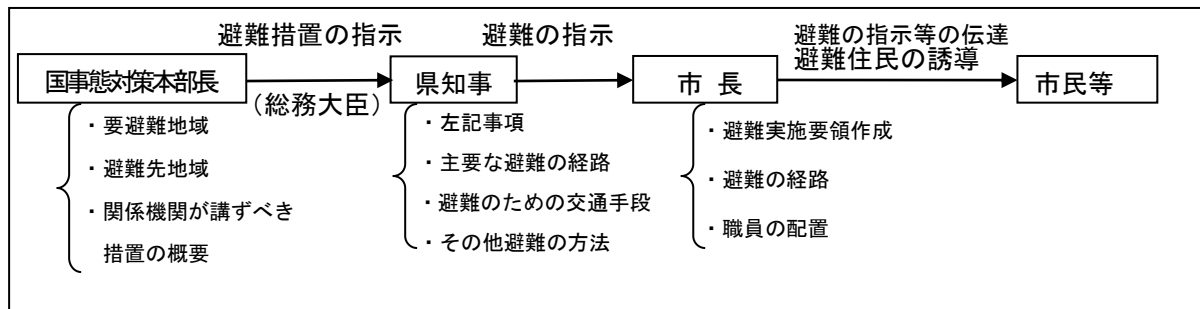 避難措置の指示
避難の指示
避難の指示等の伝達
避難住民の誘導
国事態対策本部長
(総務大臣)
県知事
市 長
市民等
・要避難地域
・避難先地域
・関係機関が講ずべき
措置の概要
・左記事項
・主要な避難の経路
・避難のための交通手段
・その他避難の方法
・避難実施要領作成
・避難の経路
・職員の配置